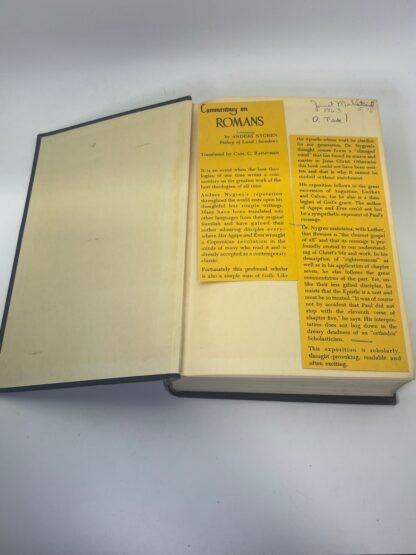 Commentary on
ROMANS
by ANDERS NYGREN
Bishop of Lund (Sweden)
Translated by Carl C. Rasmussen
It is an event when the best theo-
logian of our time writes a com-
mentary on the greatest work of the
best theologian of all time.
Anders Nygren's reputation
throughout the world rests upon his
thoughtful but simple writings.
Many have been translated into
other languages from their original
Swedish and have gained their
author admiring disciples every-
where. His Agape and Eros wrought
a Copernican revolution in the
minds of many who read it and is
already accepted as a contemporary
classic.
Fortunately this profound scholar
is also a simple man of faith. Like
1963
the Epistle whose work he clarifies
for our generation, Dr. Nygren's
thought comes from a "changed
mind" that has found its source and
matter in Jesus Christ. Otherwise
this book could not have been writ-
ten and that is why it cannot be
studied without enrichment.
His exposition follows in the great
succession of Augustine, Luther
and Calvin, for he also is a theo-
logian of God's grace. The author
of Agape and Eros could not but
be a sympathetic exponent of Paul's
message.
Dr. Nygren maintains, with Luther,
that Romans is "the clearest gospel
of all" and that its message is pro-
foundly central to our understand-
ing of Christ's life and work. In his
description of "righteousness" as
well as in his application of chapter
seven, he also follows the great
commentators of the past. Yet, un-
like their less gifted disciples, he
insists that the Epistle is a unit and
must be so treated. "It was of course
not by accident that Paul did not
stop with the eleventh verse of
chapter five," he says. His interpre-
tation does not bog down in the
dreary deadness of an "orthodox"
Scholasticism.
This exposition is scholarly,
thought-provoking, readable and
often exciting.